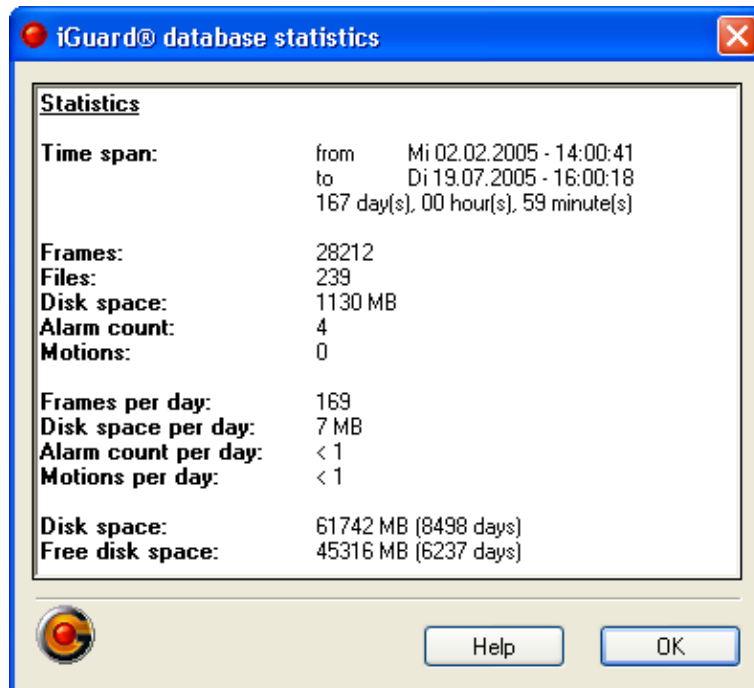 iGuard® database statistics
Statistics
Time span: from Mi 02.02.2005 - 14:00:41
to Di 19.07.2005 - 16:00:18
167 day(s), 00 hour(s), 59 minute(s)
Frames: 28212
Files: 239
Disk space: 1130 MB
Alarm count: 4
Motions: 0
Frames per day: 169
Disk space per day: 7 MB
Alarm count per day: < 1
Motions per day: < 1
Disk space: 61742 MB (8498 days)
Free disk space: 45316 MB (6237 days)
Help OK